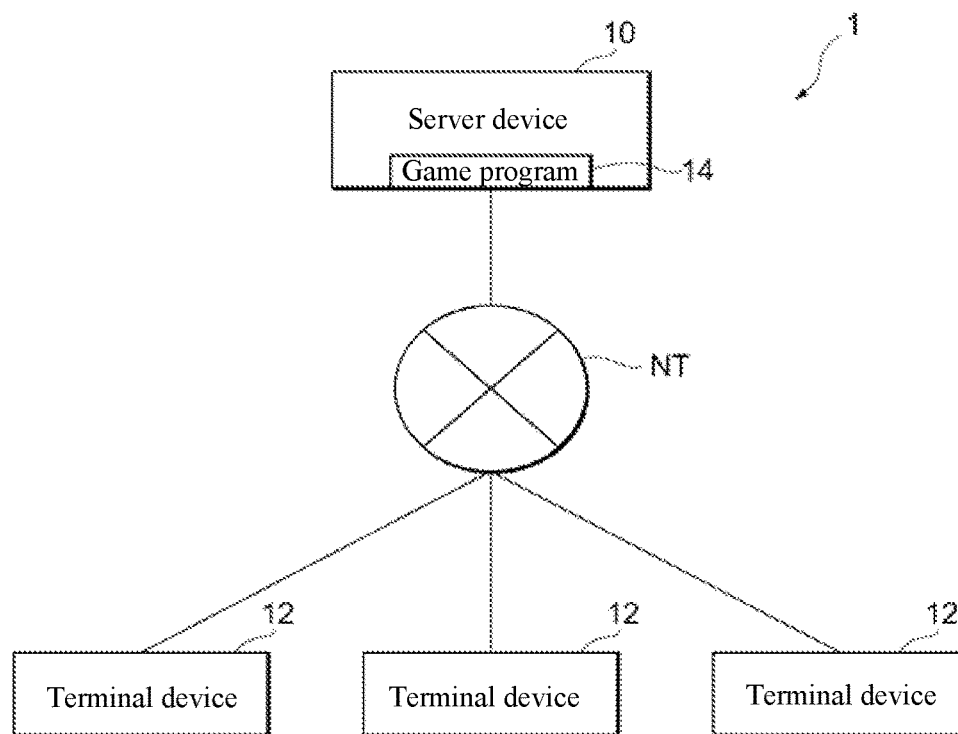 10
1
Server device
Game program
14
NT
12
12
12
Terminal device
Terminal device
Terminal device